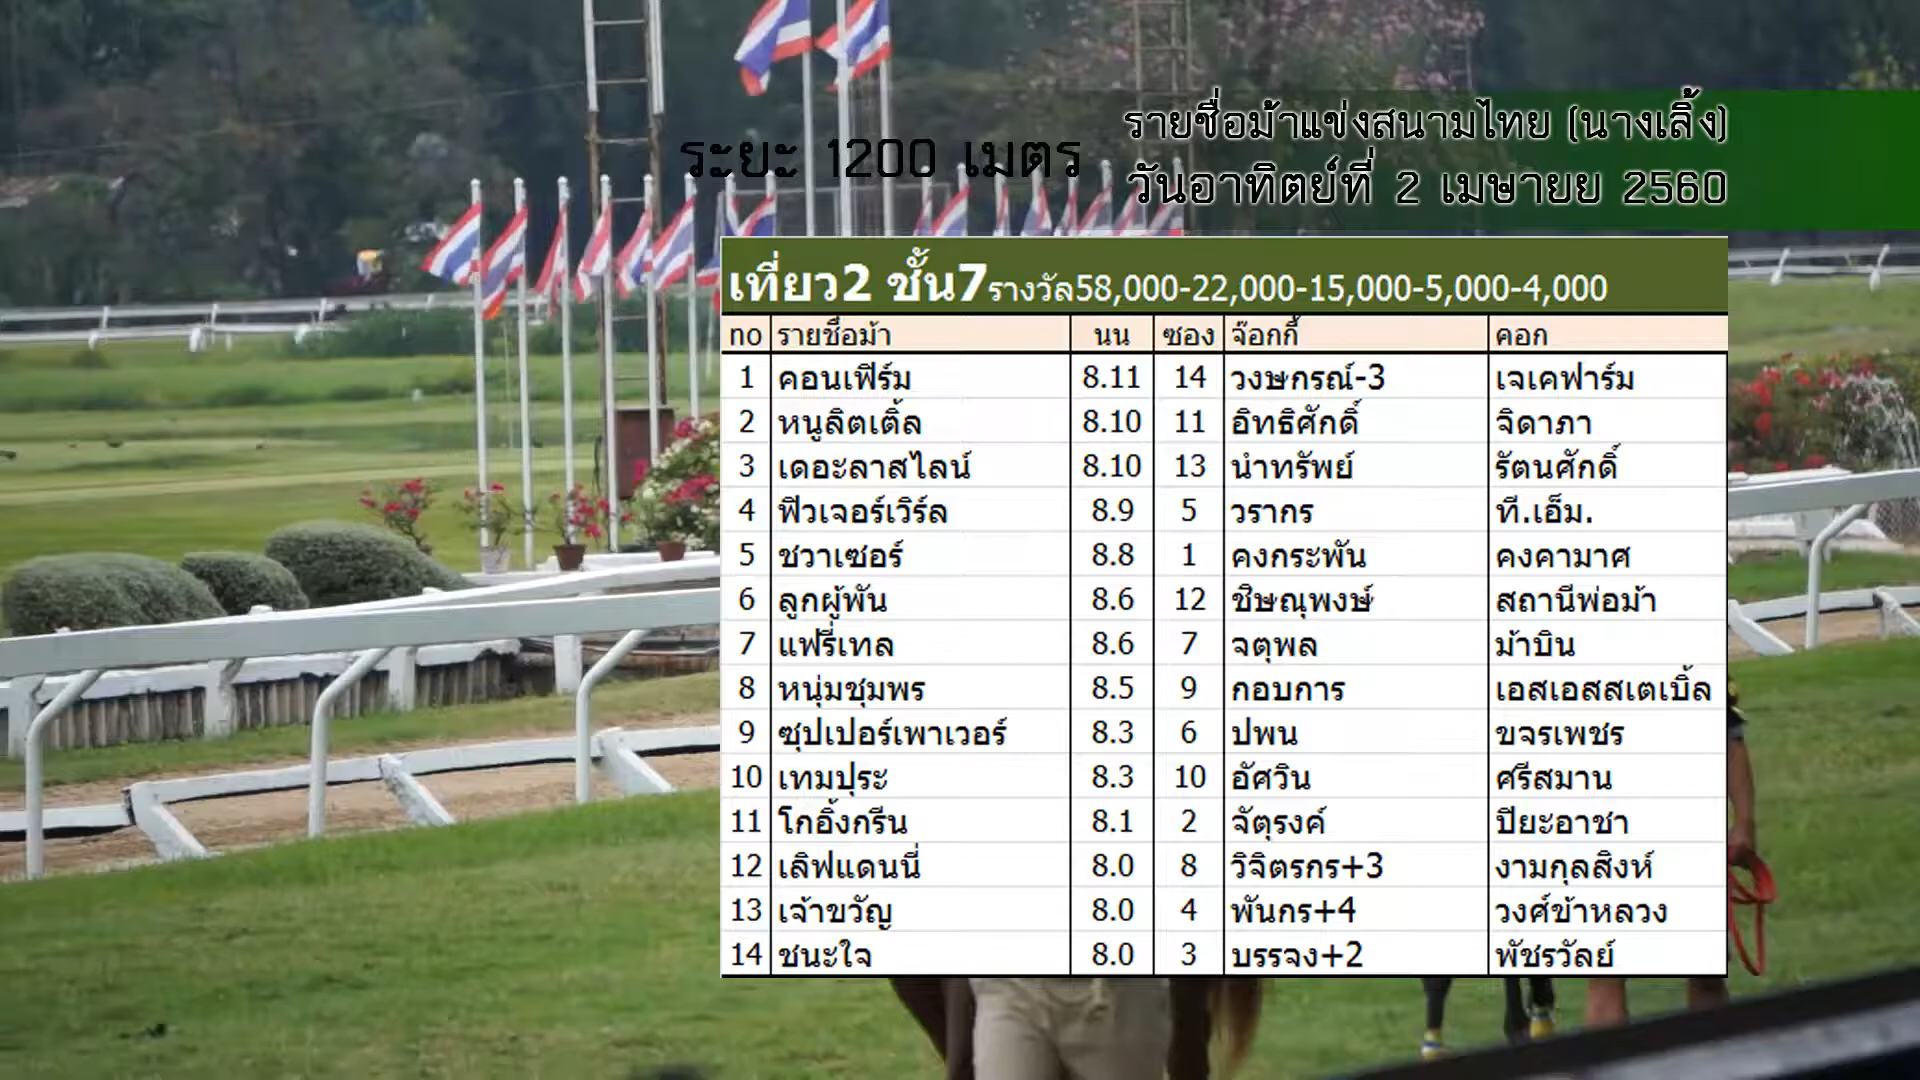 ระยะ 1200 เมตร
รายชื่อม้าแข่งสนามไทย (นางเลิ้ง)
วันอาทิตย์ที่ 2 เมษายย 2560
เที่ยว2 ชั้น7รางวัล58,000-22,000-15,000-5,000-4,000
no รายชื่อม้า นน ซอง จ๊อกกี้ คอก
1 คอนเฟิร์ม 8.11 14 วงษกรณ์-3 เจเคฟาร์ม
2 หนูลิตเติ้ล 8.10 11 อิทธิศักดิ์ จิดาภา
3 เดอะลาสไลน์ 8.10 13 นำทรัพย์ รัตนศักดิ์
4 ฟิวเจอร์เวิร์ล 8.9 5 วรากร ที.เอ็ม.
5 ชวาเซอร์ 8.8 1 คงกระพัน คงคามาศ
6 ลูกผู้พัน 8.6 12 ชิษณุพงษ์ สถานีพ่อม้า
7 แฟรี่เทล 8.6 7 จตุพล ม้าบิน
8 หนุ่มชุมพร 8.5 9 กอบการ เอสเอสสเตเบิ้ล
9 ซุปเปอร์เพาเวอร์ 8.3 6 ปพน ขจรเพชร
10 เทมปุระ 8.3 10 อัศวิน ศรีสมาน
11 โกอิ้งกรีน 8.1 2 จัตุรงค์ ปิยะอาชา
12 เลิฟแดนนี่ 8.0 8 วิจิตรกร+3 งามกุลสิงห์
13 เจ้าขวัญ 8.0 4 พันกร+4 วงศ์ข้าหลวง
14 ชนะใจ 8.0 3 บรรจง+2 พัชรวัลย์